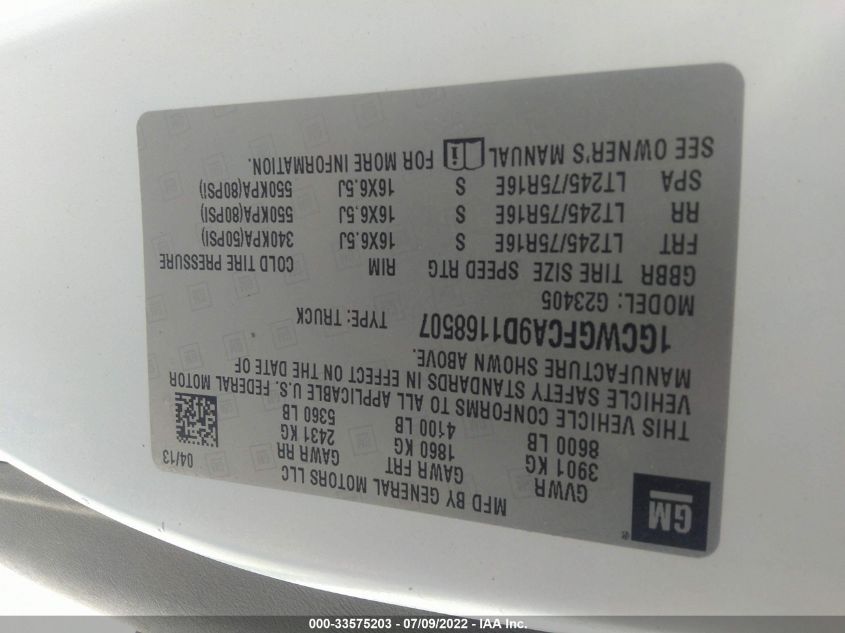 GM
®
MFD BY GENERAL MOTORS LLC
04/13
GVWR GAWR FRT GAWR RR
3901 KG 1860 KG 2431 KG
8600 LB 4100 LB 5360 LB
THIS VEHICLE CONFORMS TO ALL APPLICABLE U.S. FEDERAL MOTOR
VEHICLE SAFETY STANDARDS IN EFFECT ON THE DATE OF
MANUFACTURE SHOWN ABOVE.
1GCWGFCA9D1168507 TYPE: TRUCK
MODEL: G23405
GBBR TIRE SIZE SPEED RTG RIM COLD TIRE PRESSURE
FRT LT245/75R16E S 16X6.5J 340KPA(50PSI)
RR LT245/75R16E S 16X6.5J 550KPA(80PSI)
SPA LT245/75R16E S 16X6.5J 550KPA(80PSI)
SEE OWNER'S MANUAL i FOR MORE INFORMATION.
000-33575203 - 07/09/2022 - IAA Inc.